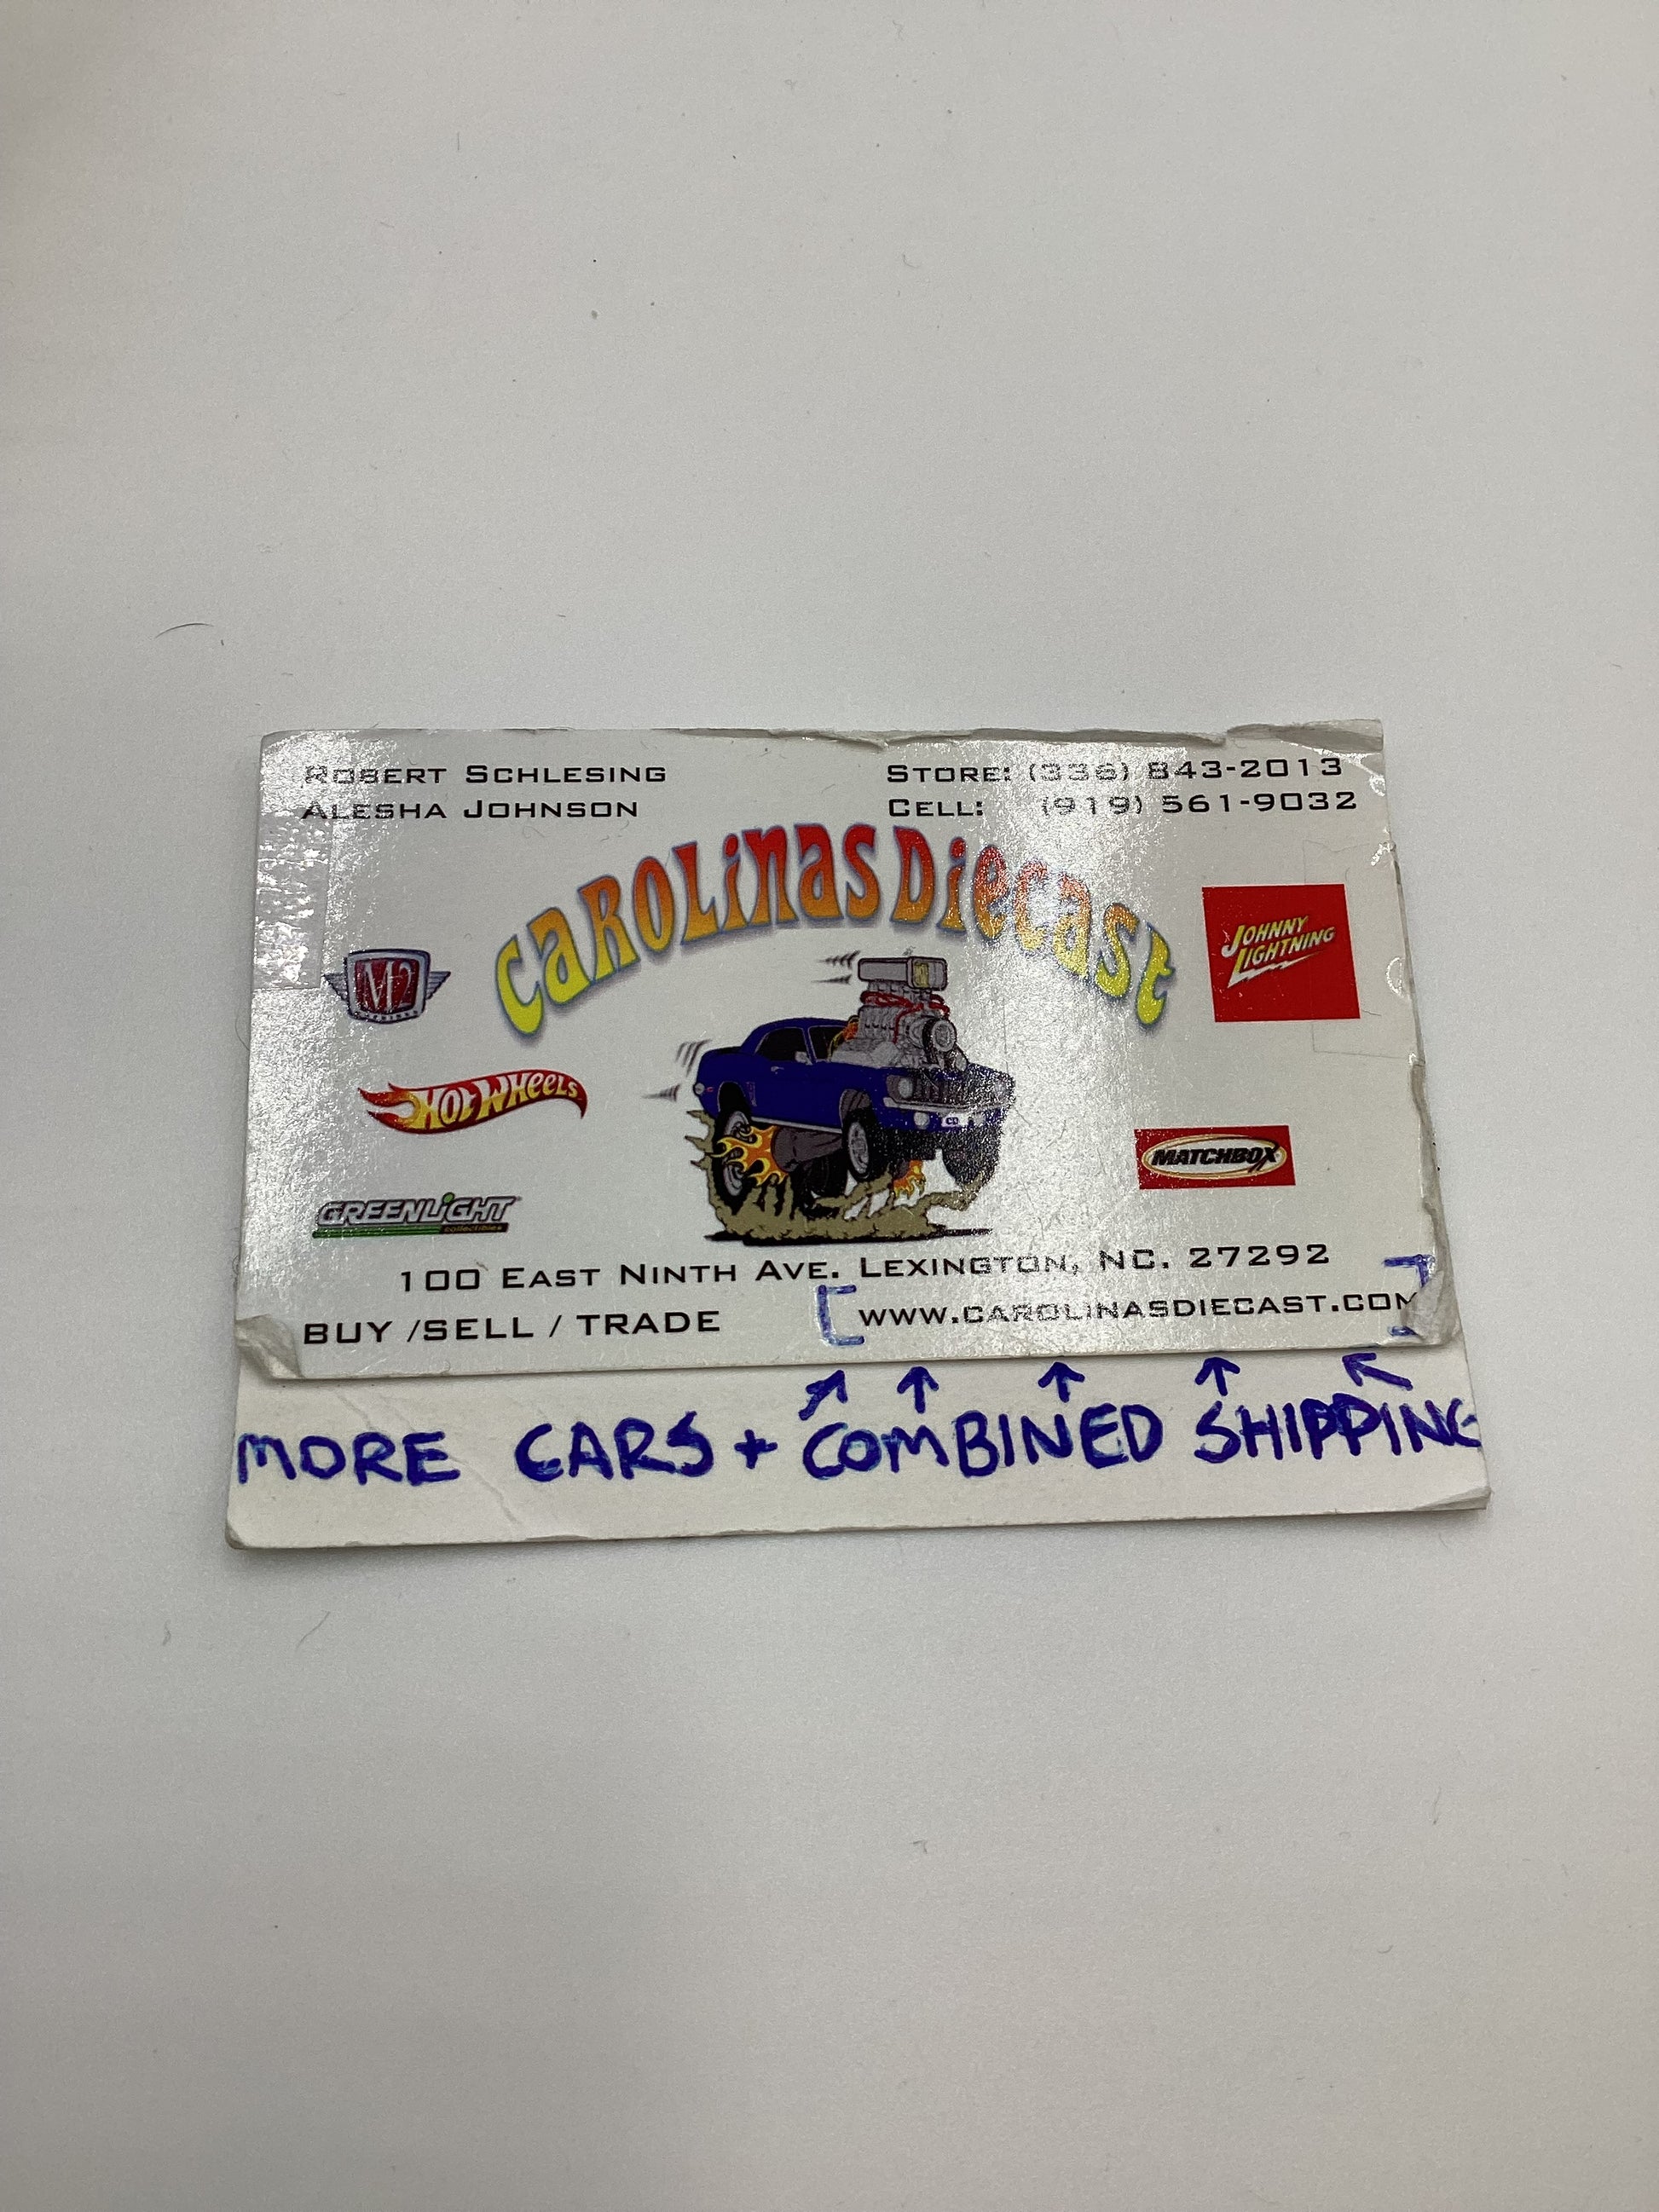 ROBERT SCHLESING
ALESHA JOHNSON
STORE: (336) 843-2013
CELL: (919) 561-9032
CAROLINAS DIECAST
M2
JOHNNY LIGHTNING
HOT WHEELS
CD
MATCHBOX
GREENLIGHT
collectibles
100 EAST NINTH AVE. LEXINGTON, NC. 27292
BUY /SELL / TRADE
[WWW.CAROLINASDIECAST.COM]
MORE CARS + COMBINED SHIPPING